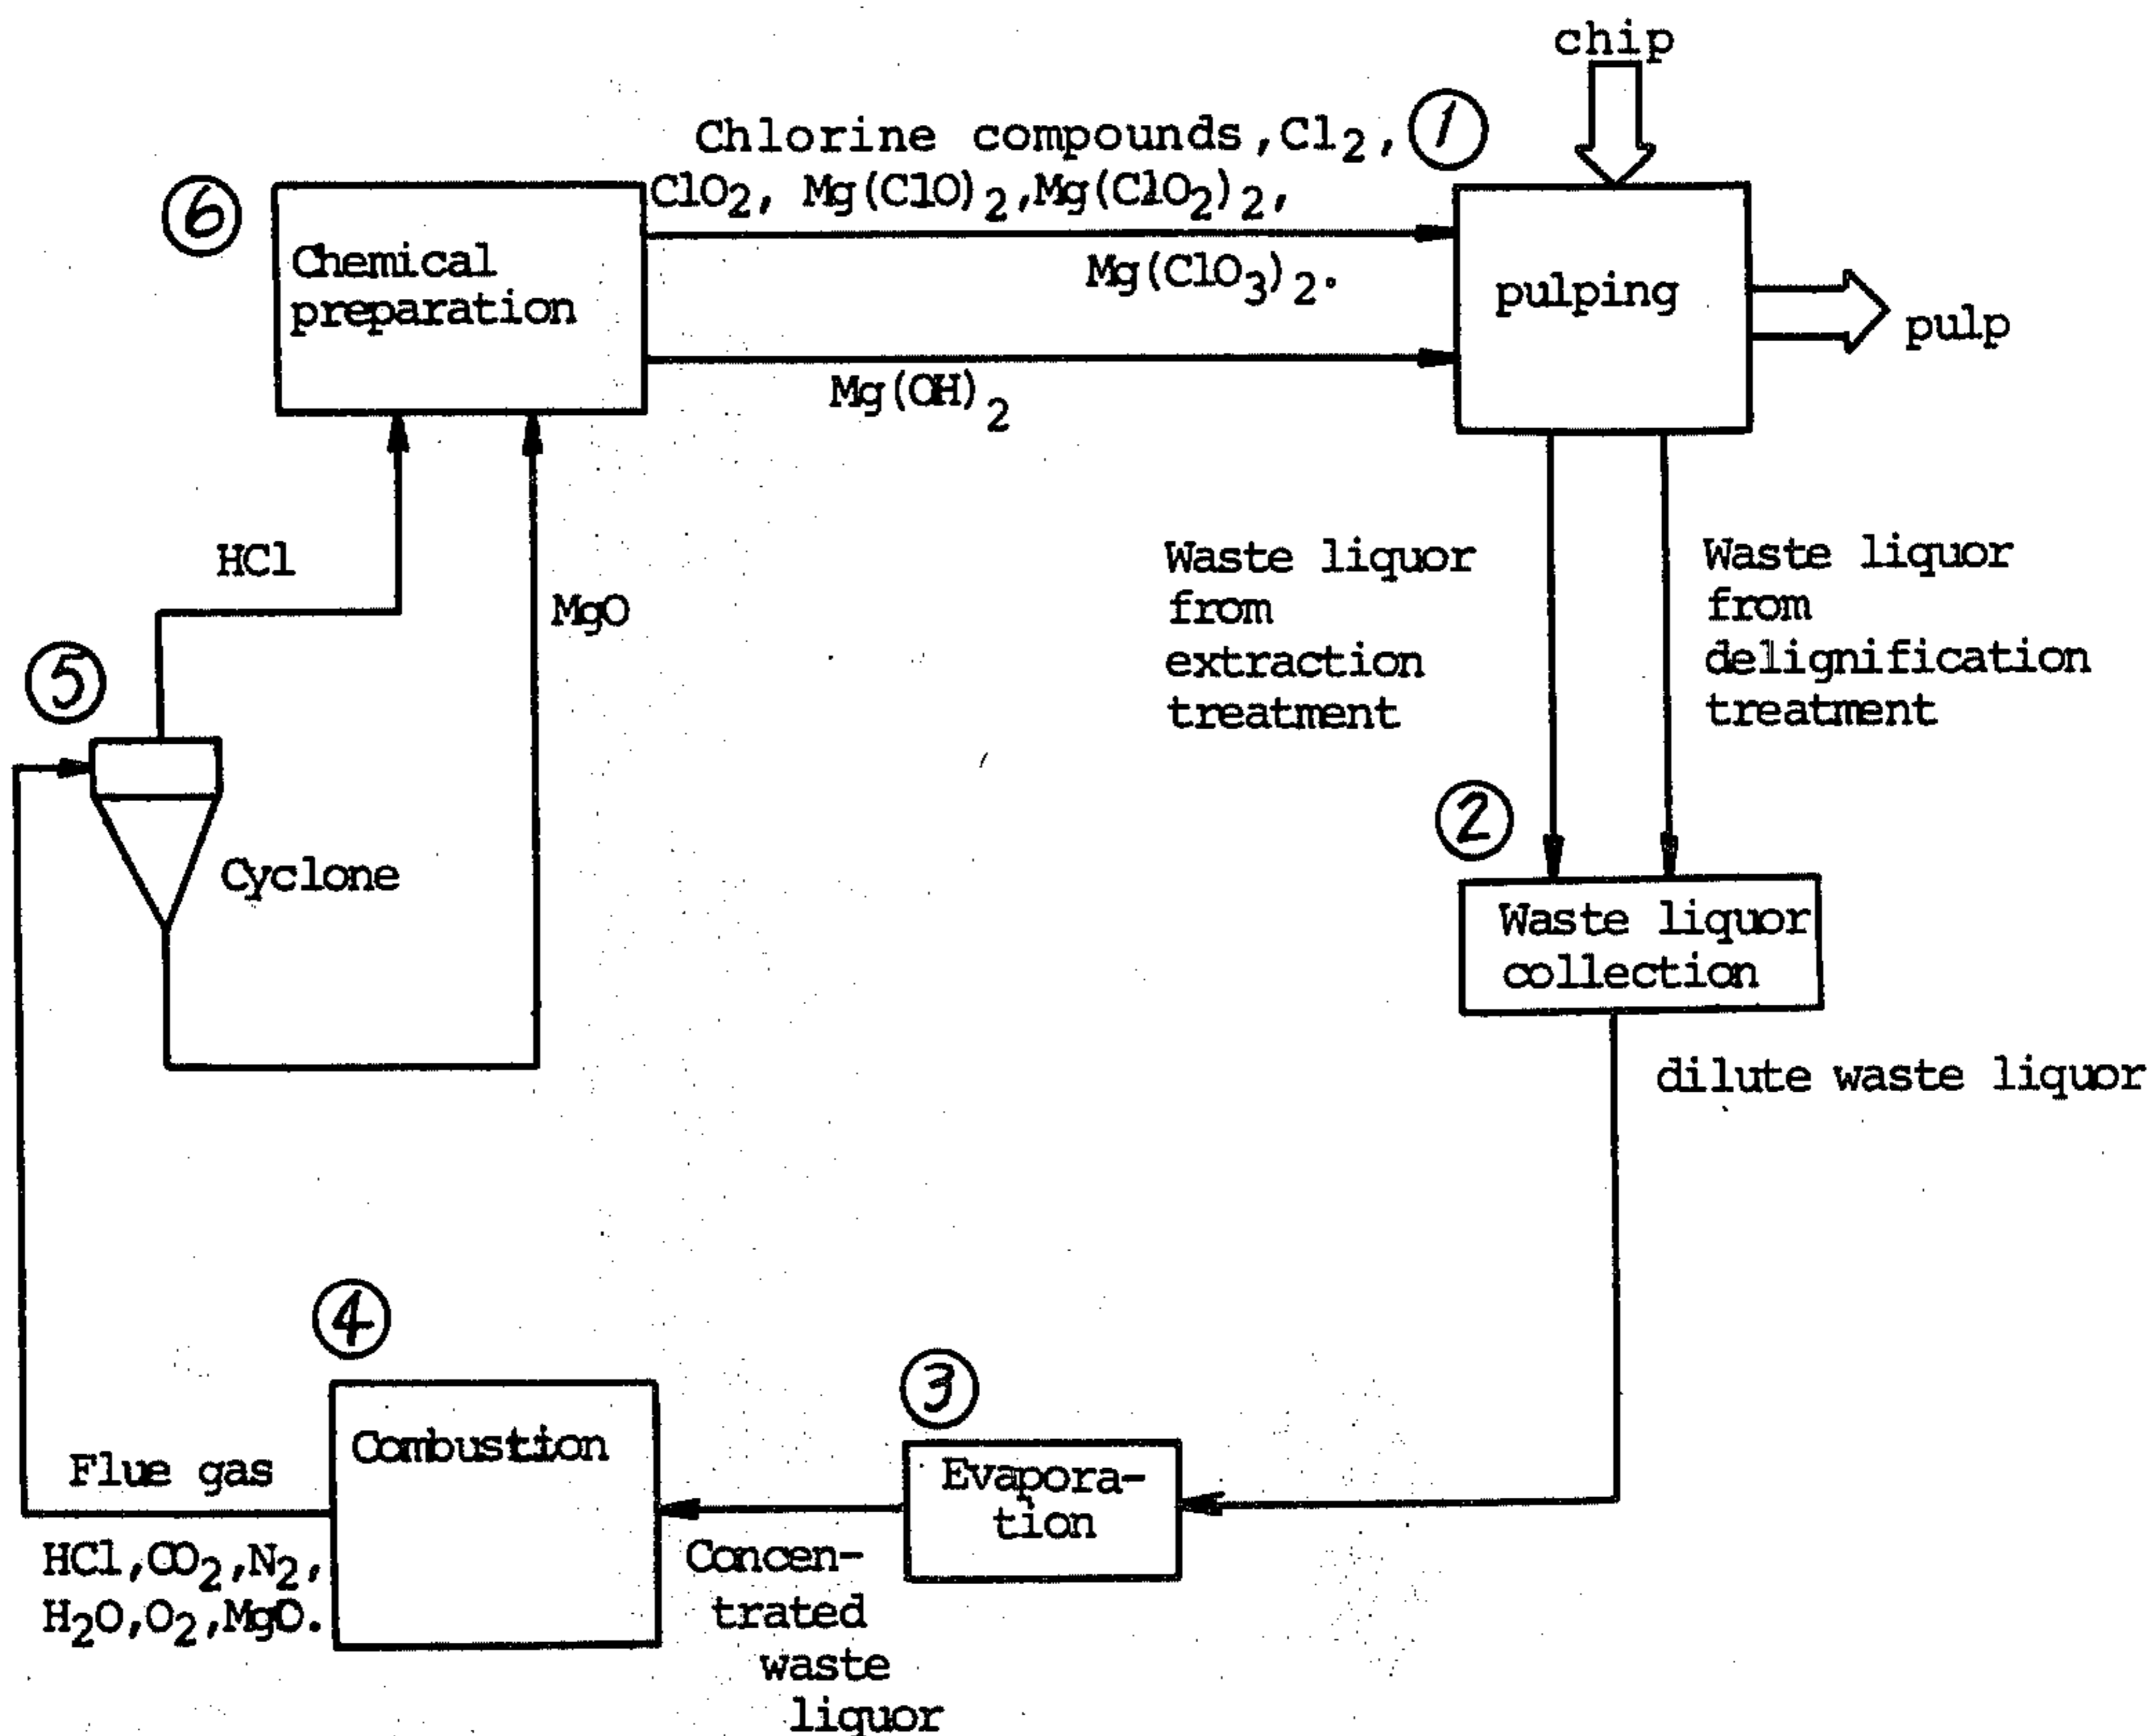 chip
Chlorine compounds, Cl₂,
①
ClO₂, Mg(ClO)₂, Mg(ClO₂)₂,
Mg(ClO₃)₂.
⑥
Chemical
preparation
pulping
pulp
Mg(OH)₂
HCl
MgO
Waste liquor
from
extraction
treatment
Waste liquor
from
delignification
treatment
⑤
Cyclone
②
Waste liquor
collection
dilute waste liquor
④
Combustion
③
Evapora-
tion
Flue gas
HCl, CO₂, N₂,
H₂O, O₂, MgO.
Concen-
trated
waste
liquor